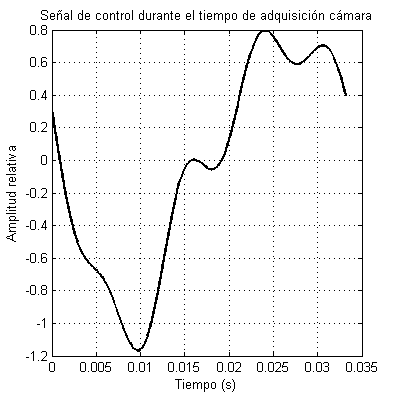 Señal de control durante el tiempo de adquisición cámara
Amplitud relativa
0.8
0.6
0.4
0.2
0
-0.2
-0.4
-0.6
-0.8
-1
-1.2
0 0.005 0.01 0.015 0.02 0.025 0.03 0.035
Tiempo (s)